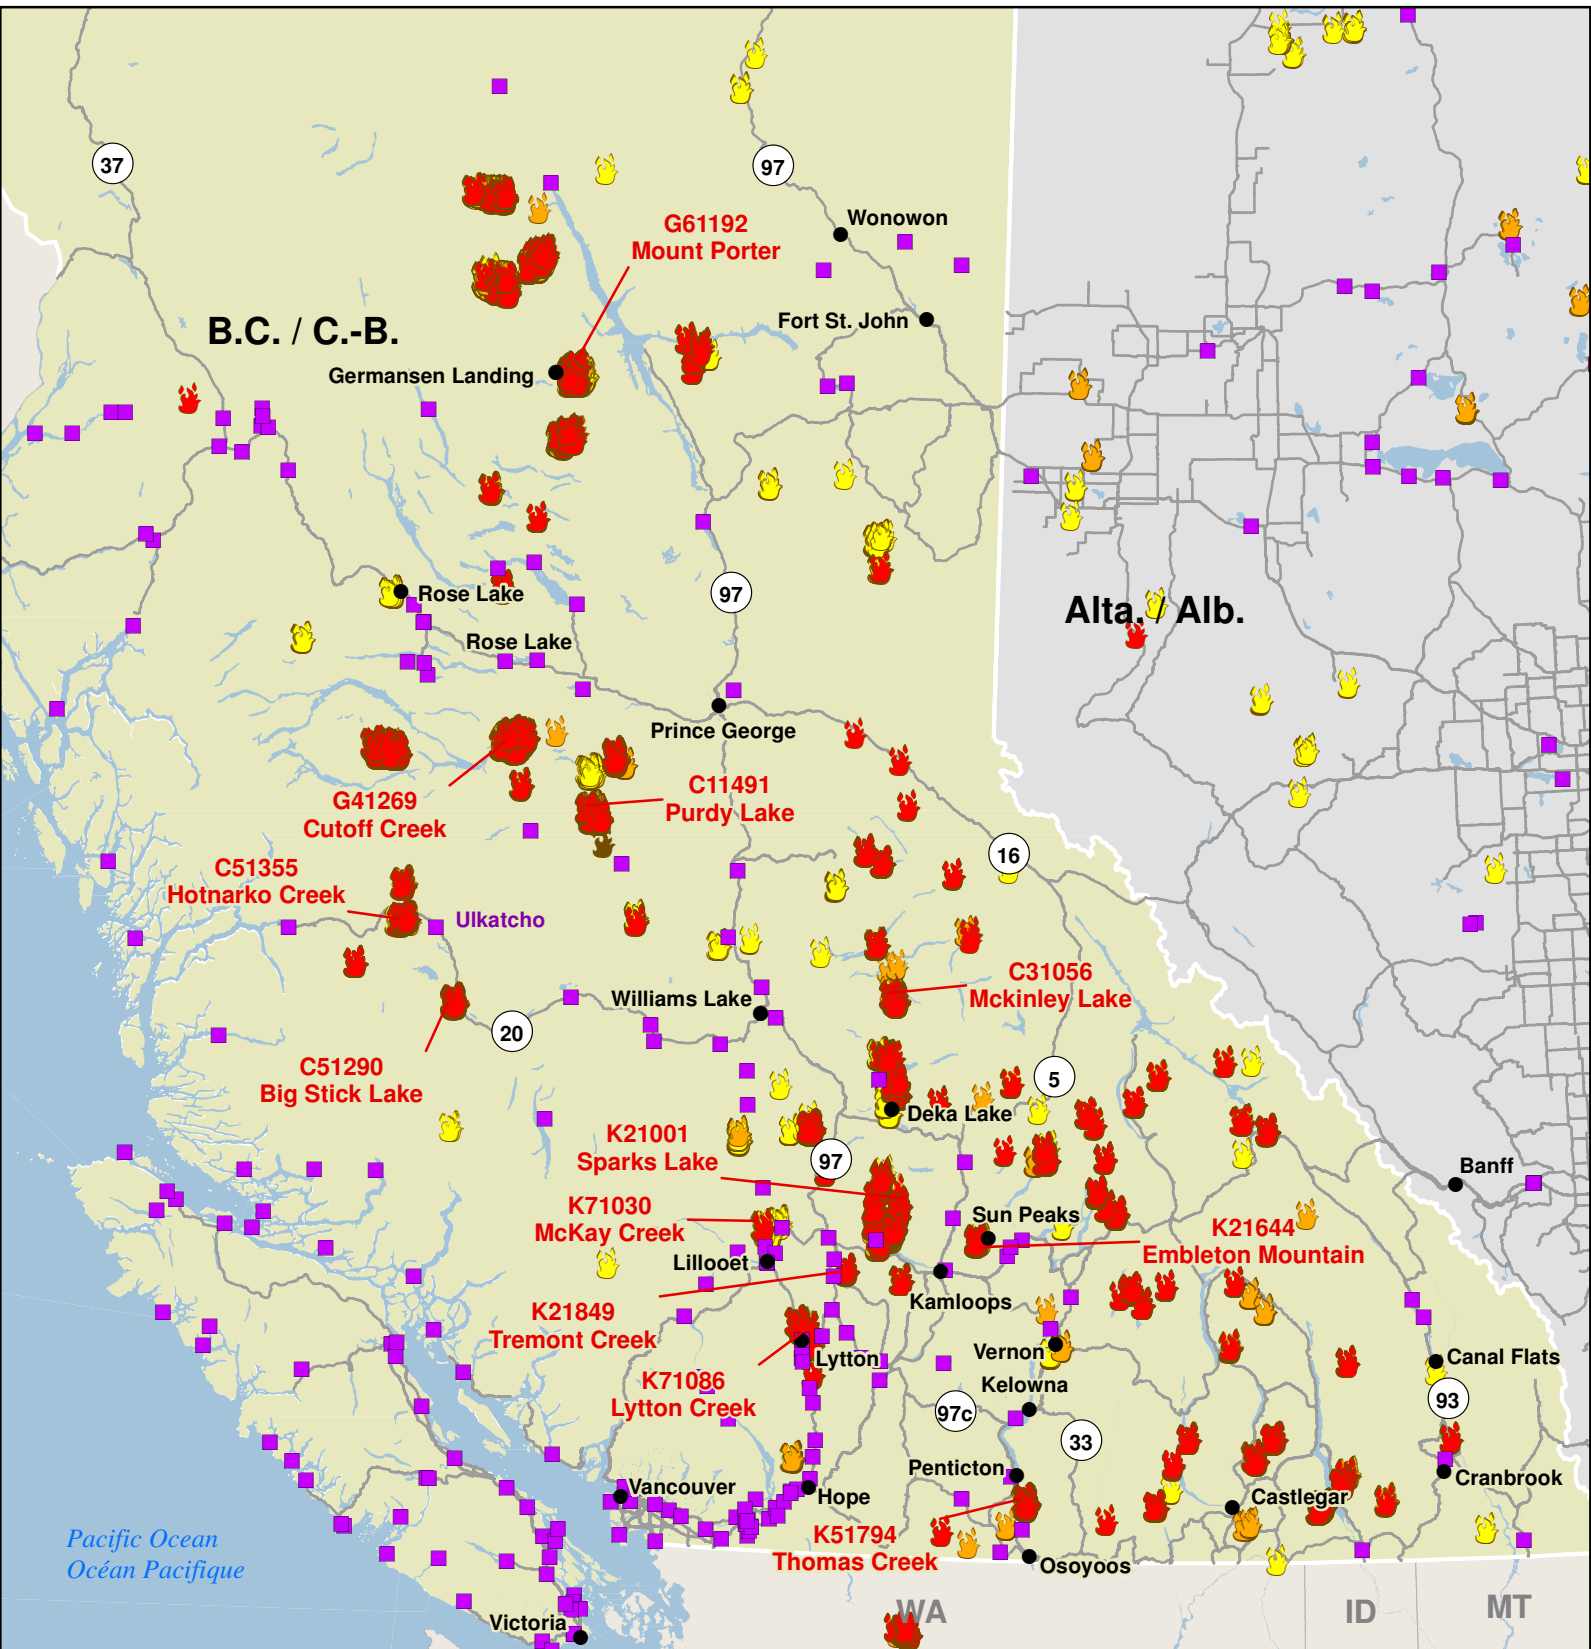 37
97
Wonowon
G61192
Mount Porter
B.C. / C.-B.
Fort St. John
Germansen Landing
97
Rose Lake
Alta. / Alb.
Rose Lake
Prince George
G41269
Cutoff Creek
C11491
Purdy Lake
16
C51355
Hotnarko Creek
Ulkatcho
C31056
Mckinley Lake
Williams Lake
20
C51290
Big Stick Lake
5
Deka Lake
K21001
Sparks Lake
97
Banff
K71030
McKay Creek
Sun Peaks
K21644
Embleton Mountain
Lillooet
Kamloops
K21849
Tremont Creek
Lytton
Vernon
Canal Flats
K71086
Lytton Creek
Kelowna
97c
33
93
Penticton
Cranbrook
Vancouver
Hope
Castlegar
K51794
Thomas Creek
Osoyoos
Pacific Ocean
Océan Pacifique
Victoria
WA
ID
MT